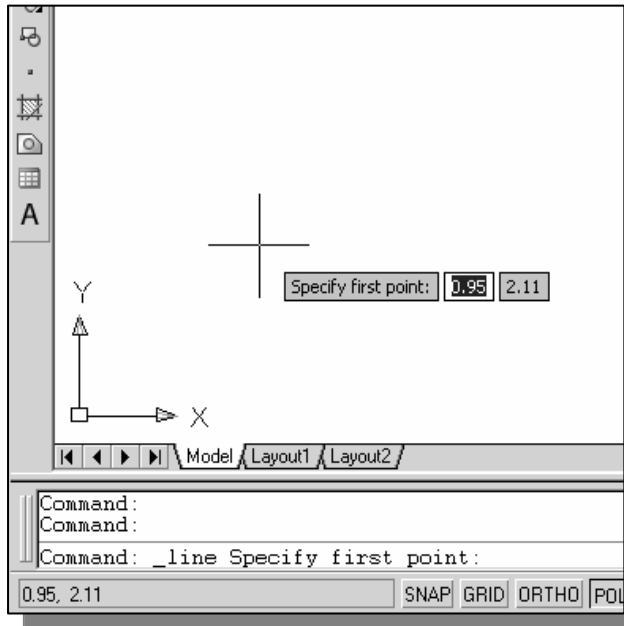 A
Specify first point: 0.95 2.11
Y
X
Model Layout1 Layout2
Command:
Command:
Command: _line Specify first point:
0.95, 2.11 SNAP GRID ORTHO POL